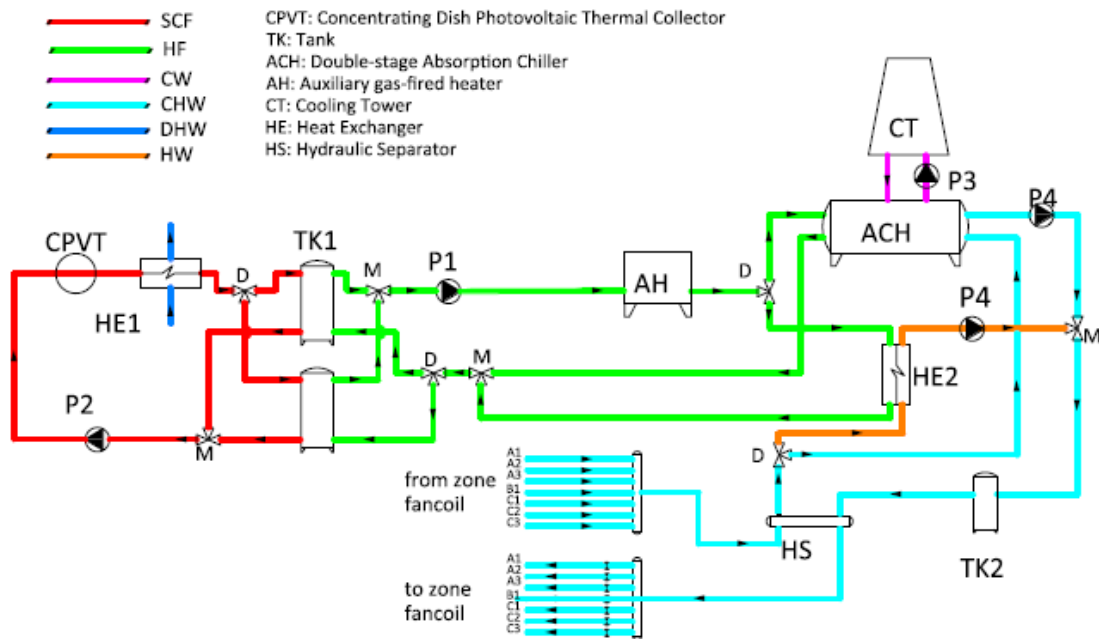 SCF
HF
CW
CHW
DHW
HW
CPVT: Concentrating Dish Photovoltaic Thermal Collector
TK: Tank
ACH: Double-stage Absorption Chiller
AH: Auxiliary gas-fired heater
CT: Cooling Tower
HE: Heat Exchanger
HS: Hydraulic Separator
CT
P3
P4
ACH
CPVT
HE1
D
TK1
M
P1
AH
D
P4
M
HE2
P2
M
D
M
D
from zone
fancoil
A1
A2
A3
B1
C1
C2
C3
HS
TK2
to zone
fancoil
A1
A2
A3
B1
C1
C2
C3